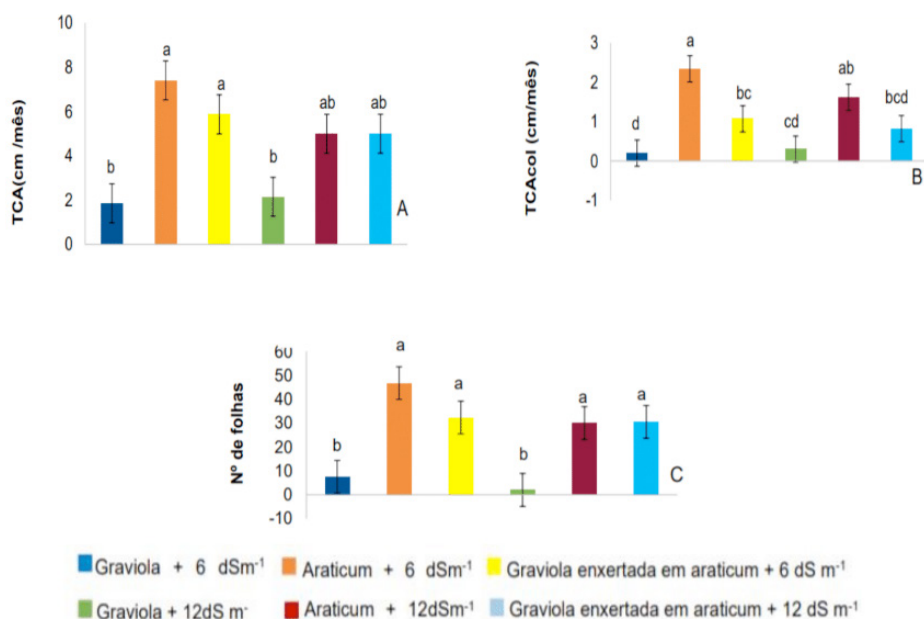 TCA(cm /mês)
10
8
6
4
2
0
b
a
a
b
ab
ab
A
TCAcol (cm/mês)
3
2
1
0
-1
d
a
bc
cd
ab
bcd
B
Nº de folhas
60
50
40
30
20
10
0
-10
b
a
a
b
a
a
C
Graviola + 6 dSm⁻¹
Araticum + 6 dSm⁻¹
Graviola enxertada em araticum + 6 dS m⁻¹
Graviola + 12dS m⁻
Araticum + 12dSm⁻¹
Graviola enxertada em araticum + 12 dS m⁻¹